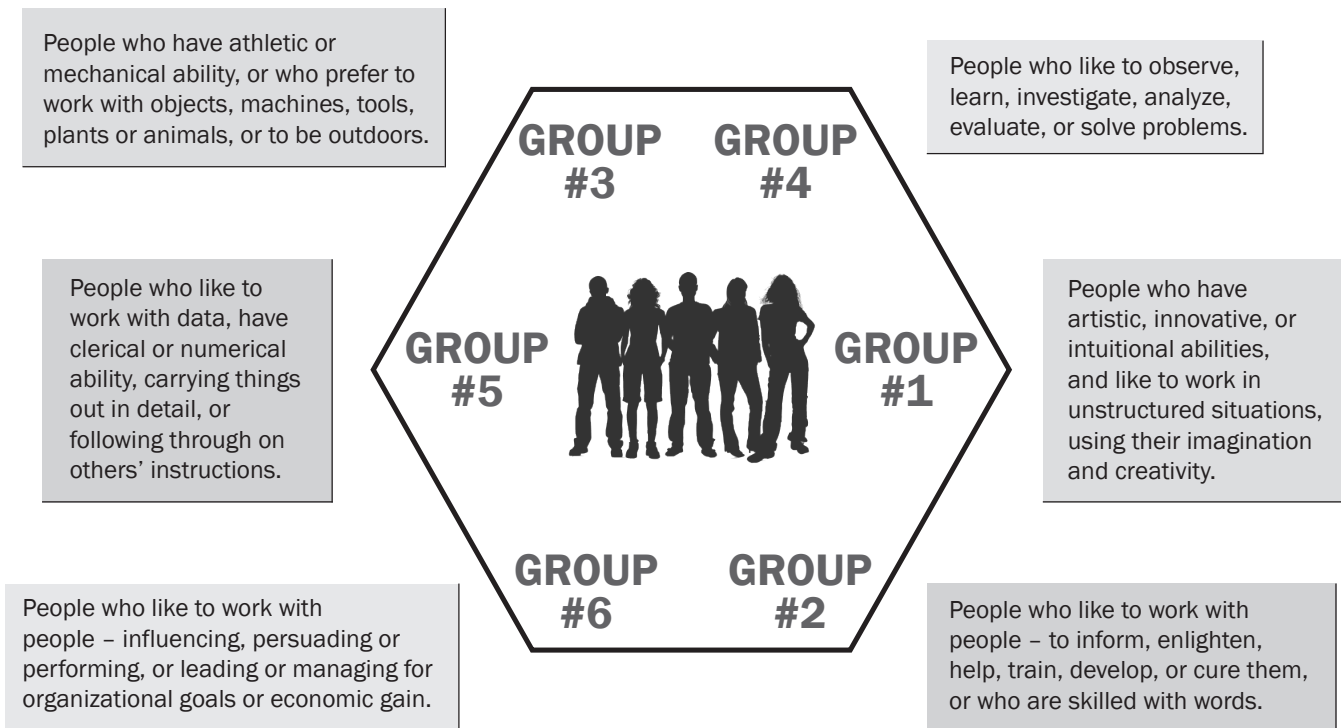 People who have athletic or
mechanical ability, or who prefer to
work with objects, machines, tools,
plants or animals, or to be outdoors.
People who like to observe,
learn, investigate, analyze,
evaluate, or solve problems.
GROUP
#3
GROUP
#4
People who like to
work with data, have
clerical or numerical
ability, carrying things
out in detail, or
following through on
others’ instructions.
GROUP
#5
GROUP
#1
People who have
artistic, innovative, or
intuitional abilities,
and like to work in
unstructured situations,
using their imagination
and creativity.
GROUP
#6
GROUP
#2
People who like to work with
people – influencing, persuading or
performing, or leading or managing for
organizational goals or economic gain.
People who like to work with
people – to inform, enlighten,
help, train, develop, or cure them,
or who are skilled with words.